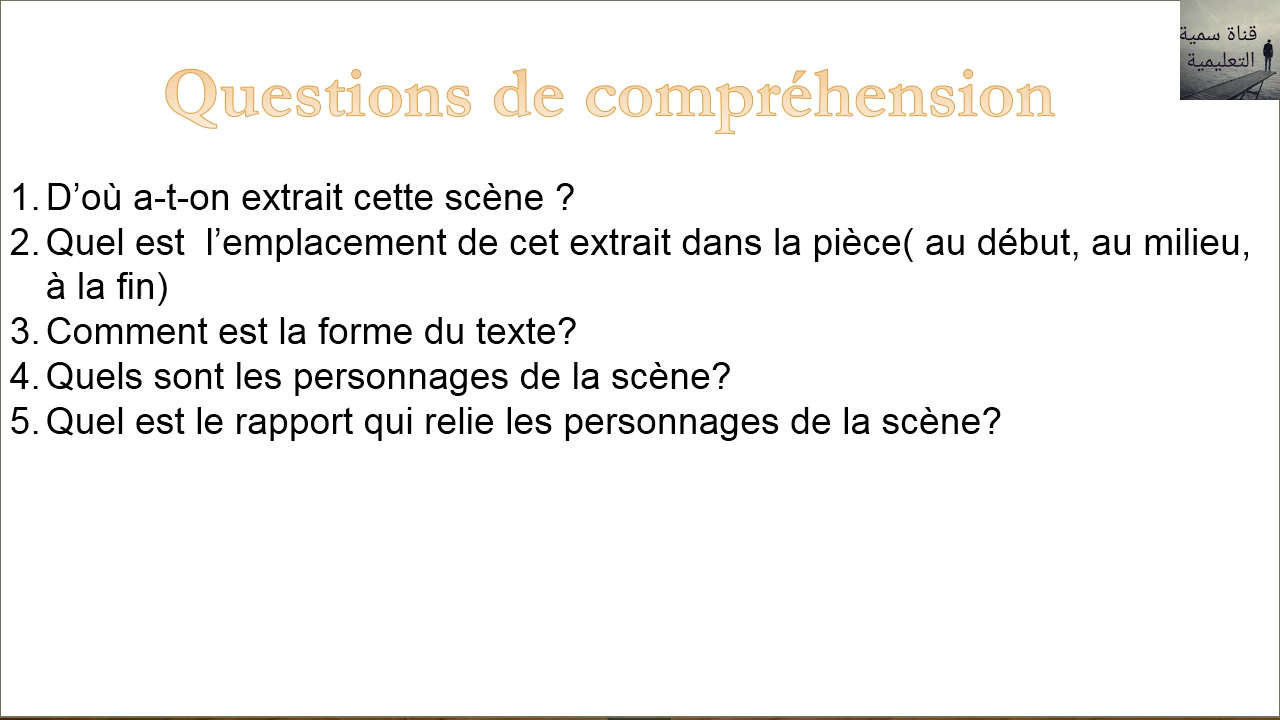 قناة سمية
التعليمية
Questions de compréhension
1. D’où a-t-on extrait cette scène ?
2. Quel est  l’emplacement de cet extrait dans la pièce( au début, au milieu,
à la fin)
3. Comment est la forme du texte?
4. Quels sont les personnages de la scène?
5. Quel est le rapport qui relie les personnages de la scène?